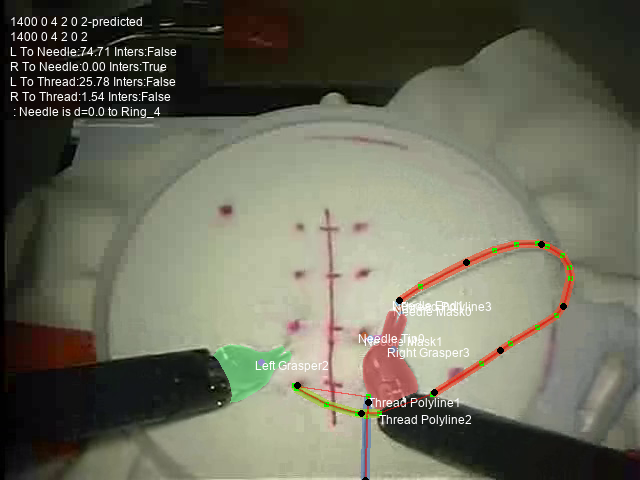 1400 0 4 2 0 2-predicted
1400 0 4 2 0 2
L To Needle:74.71 Inters:False
R To Needle:0.00 Inters:True
L To Thread:25.78 Inters:False
R To Thread:1.54 Inters:False
: Needle is d=0.0 to Ring_4
Polyline3
Needle Mask0
Needle Tip2
Mask1
Right Grasper3
Left Grasper2
Thread Polyline1
Thread Polyline2